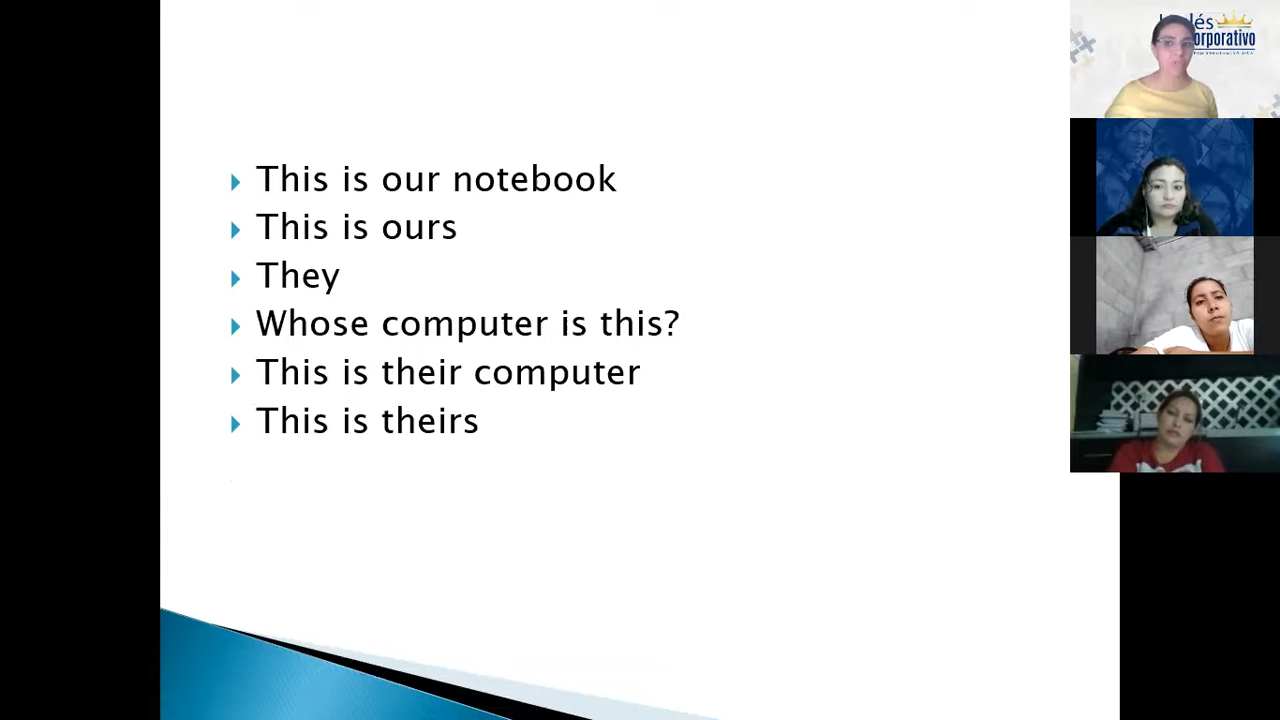 This is our notebook
This is ours
They
Whose computer is this?
This is their computer
This is theirs
orporativo